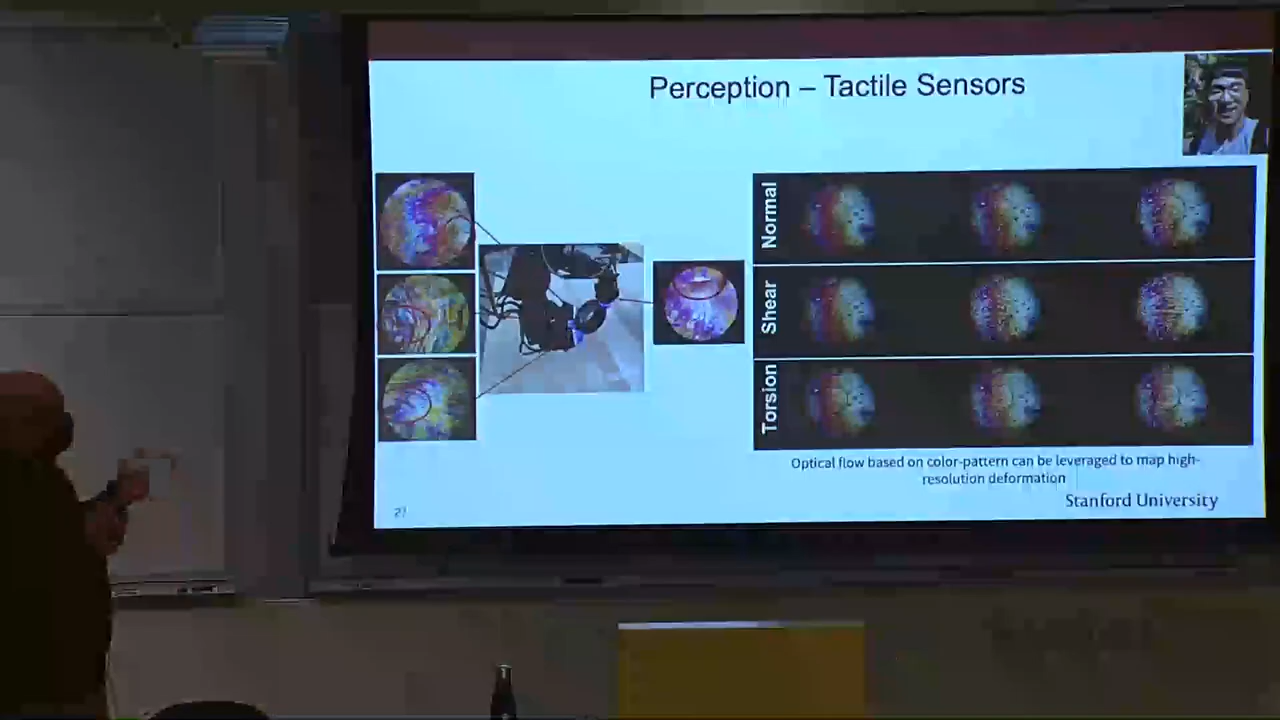 Perception – Tactile Sensors
Normal
Shear
Torsion
Optical flow based on color-pattern can be leveraged to map high-
resolution deformation
Stanford University
27